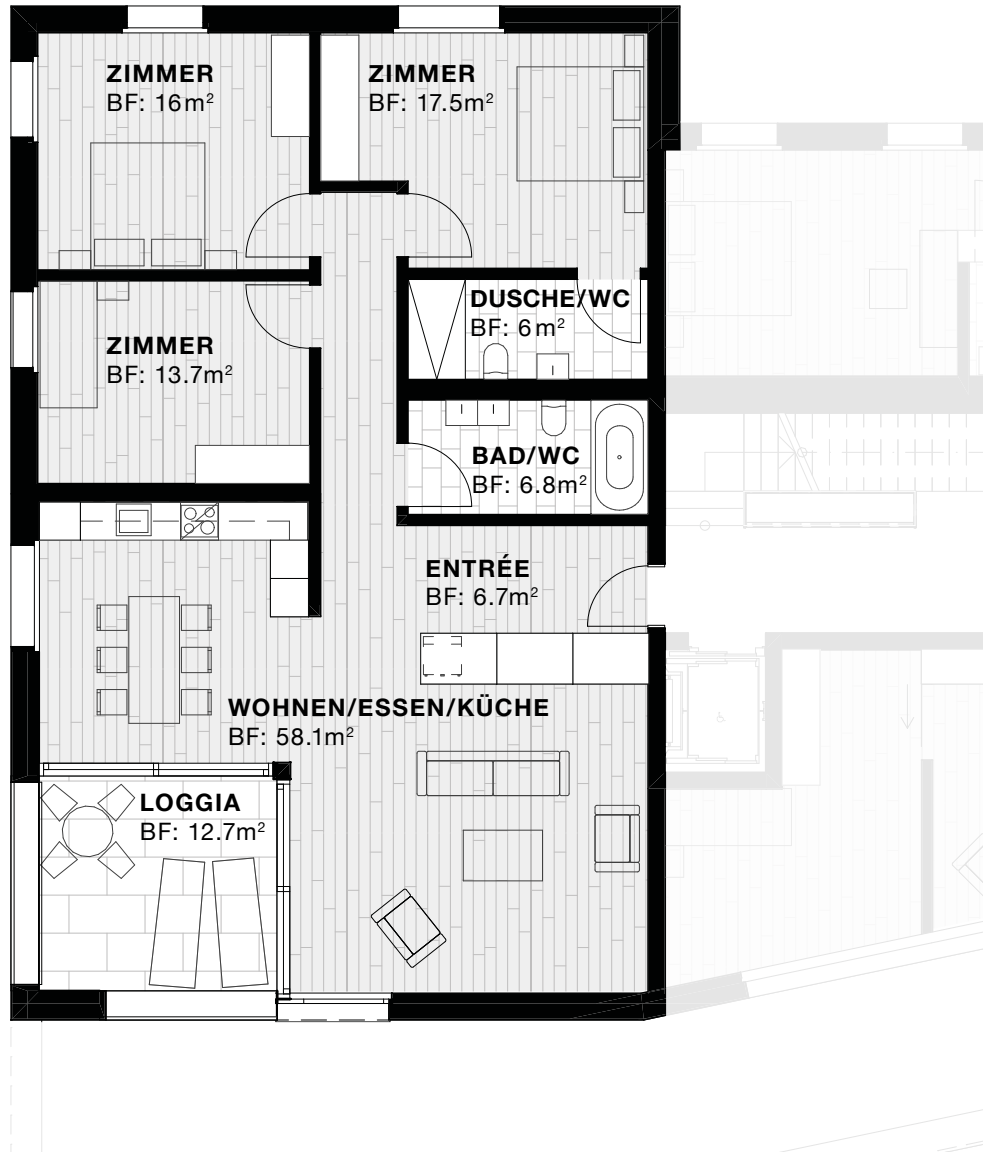 ZIMMER
BF: 16m²
ZIMMER
BF: 17.5m²
DUSCHE/WC
BF: 6m²
ZIMMER
BF: 13.7m²
BAD/WC
BF: 6.8m²
ENTRÉE
BF: 6.7m²
WOHNEN/ESSEN/KÜCHE
BF: 58.1m²
LOGGIA
BF: 12.7m²